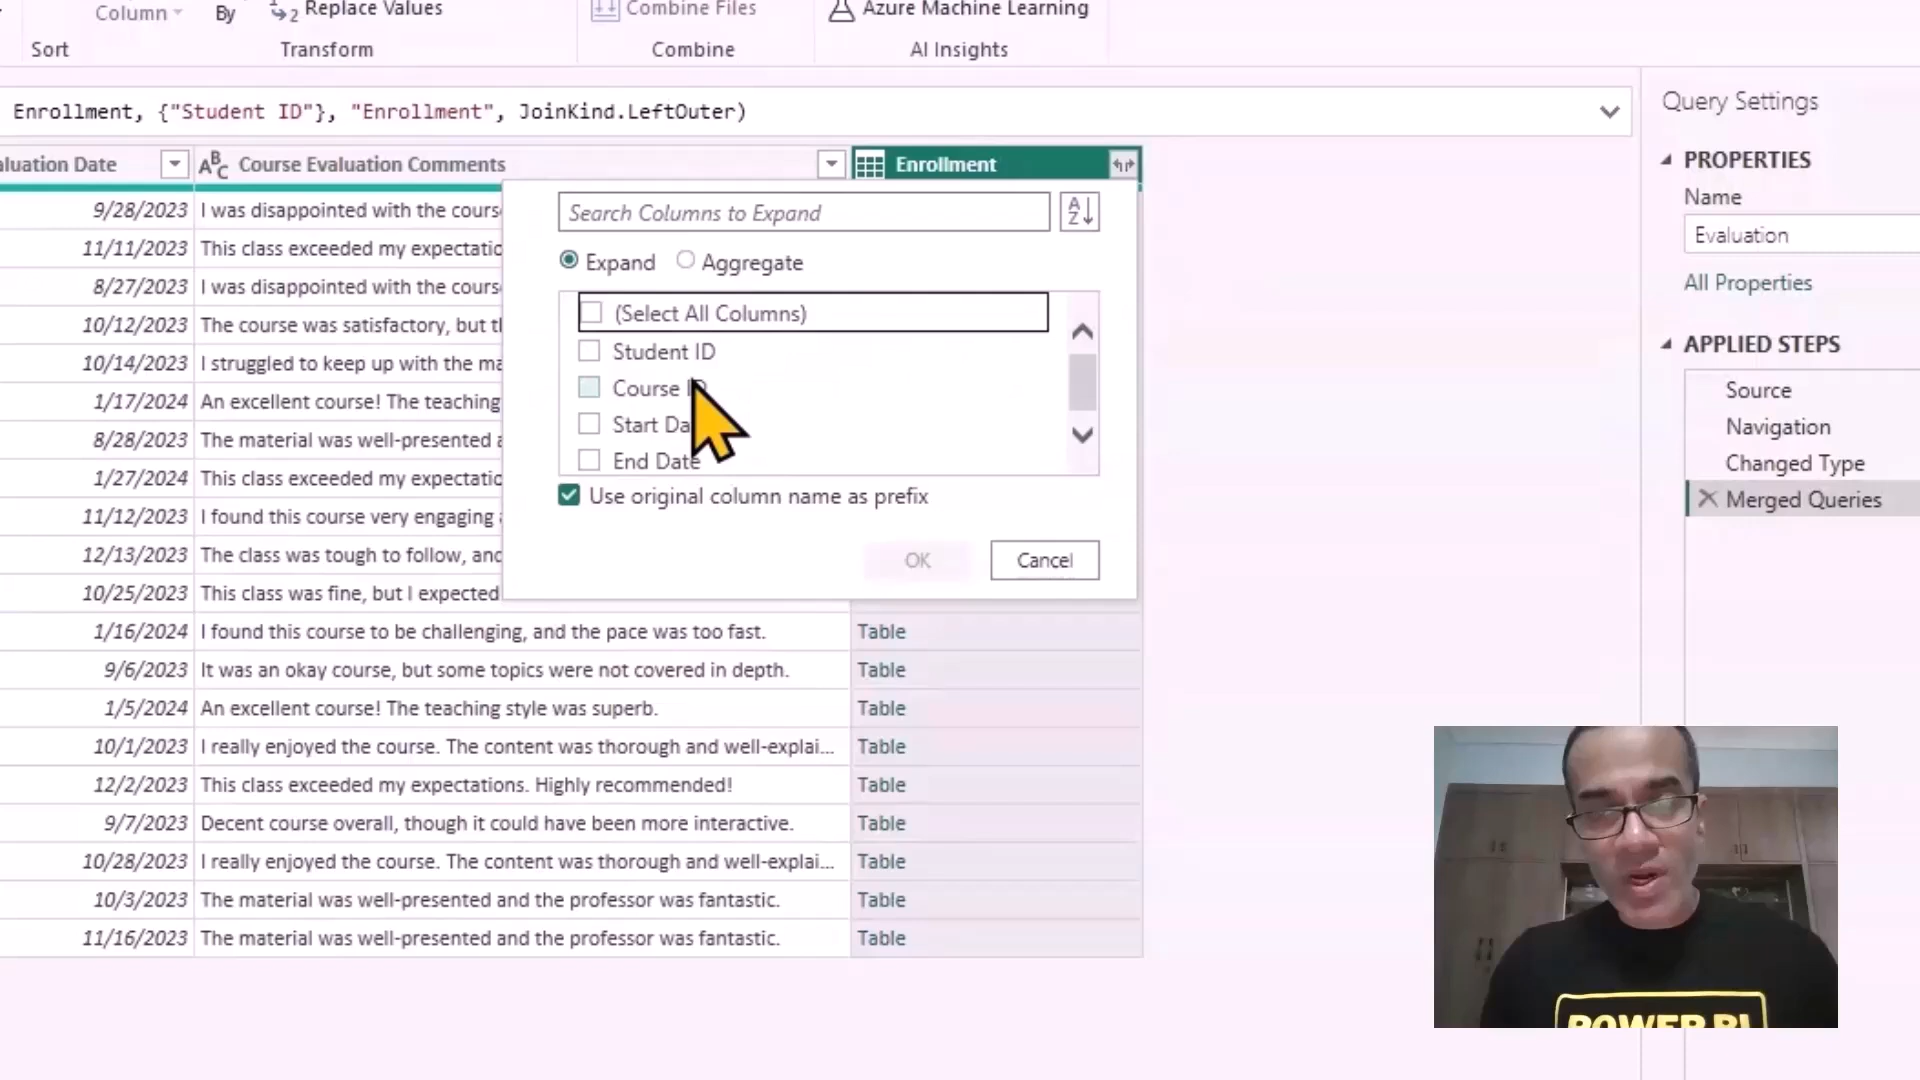 Column
By
Replace Values
Combine Files
Azure Machine Learning
Sort
Transform
Combine
AI Insights
Enrollment, {"Student ID"}, "Enrollment", JoinKind.LeftOuter)
Query Settings
aluation Date
Course Evaluation Comments
Enrollment
PROPERTIES
Name
Evaluation
All Properties
APPLIED STEPS
Source
Navigation
Changed Type
Merged Queries
Search Columns to Expand
Expand
Aggregate
(Select All Columns)
Student ID
Course ID
Start Da
End Date
Use original column name as prefix
OK
Cancel
9/28/2023 I was disappointed with the cours
11/11/2023 This class exceeded my expectatio
8/27/2023 I was disappointed with the cours
10/12/2023 The course was satisfactory, but t
10/14/2023 I struggled to keep up with the ma
1/17/2024 An excellent course! The teaching
8/28/2023 The material was well-presented a
1/27/2024 This class exceeded my expectatio
11/12/2023 I found this course very engaging
12/13/2023 The class was tough to follow, and
10/25/2023 This class was fine, but I expected
1/16/2024 I found this course to be challenging, and the pace was too fast. Table
9/6/2023 It was an okay course, but some topics were not covered in depth. Table
1/5/2024 An excellent course! The teaching style was superb. Table
10/1/2023 I really enjoyed the course. The content was thorough and well-explai... Table
12/2/2023 This class exceeded my expectations. Highly recommended! Table
9/7/2023 Decent course overall, though it could have been more interactive. Table
10/28/2023 I really enjoyed the course. The content was thorough and well-explai... Table
10/3/2023 The material was well-presented and the professor was fantastic. Table
11/16/2023 The material was well-presented and the professor was fantastic. Table
POWER BI